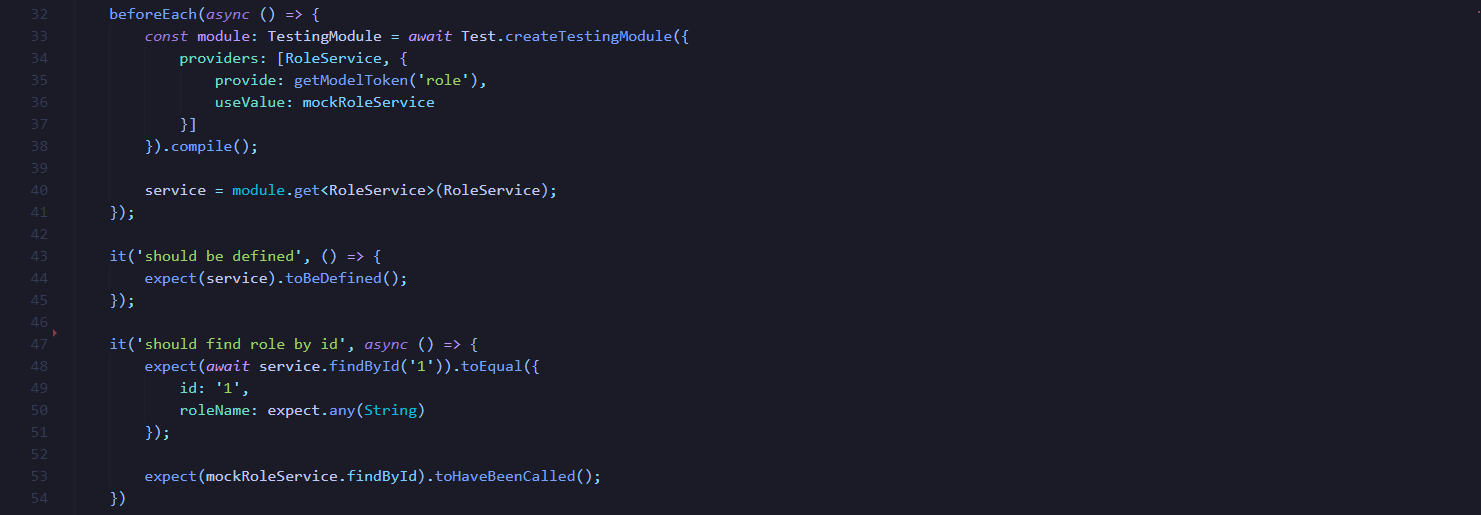 32 beforeEach(async () => {
33 const module: TestingModule = await Test.createTestingModule({
34 providers: [RoleService, {
35 provide: getModelToken('role'),
36 useValue: mockRoleService
37 }]
38 }).compile();
39
40 service = module.get<RoleService>(RoleService);
41 });
42
43 it('should be defined', () => {
44 expect(service).toBeDefined();
45 });
46
47 it('should find role by id', async () => {
48 expect(await service.findById('1')).toEqual({
49 id: '1',
50 roleName: expect.any(String)
51 });
52
53 expect(mockRoleService.findById).toHaveBeenCalled();
54 })